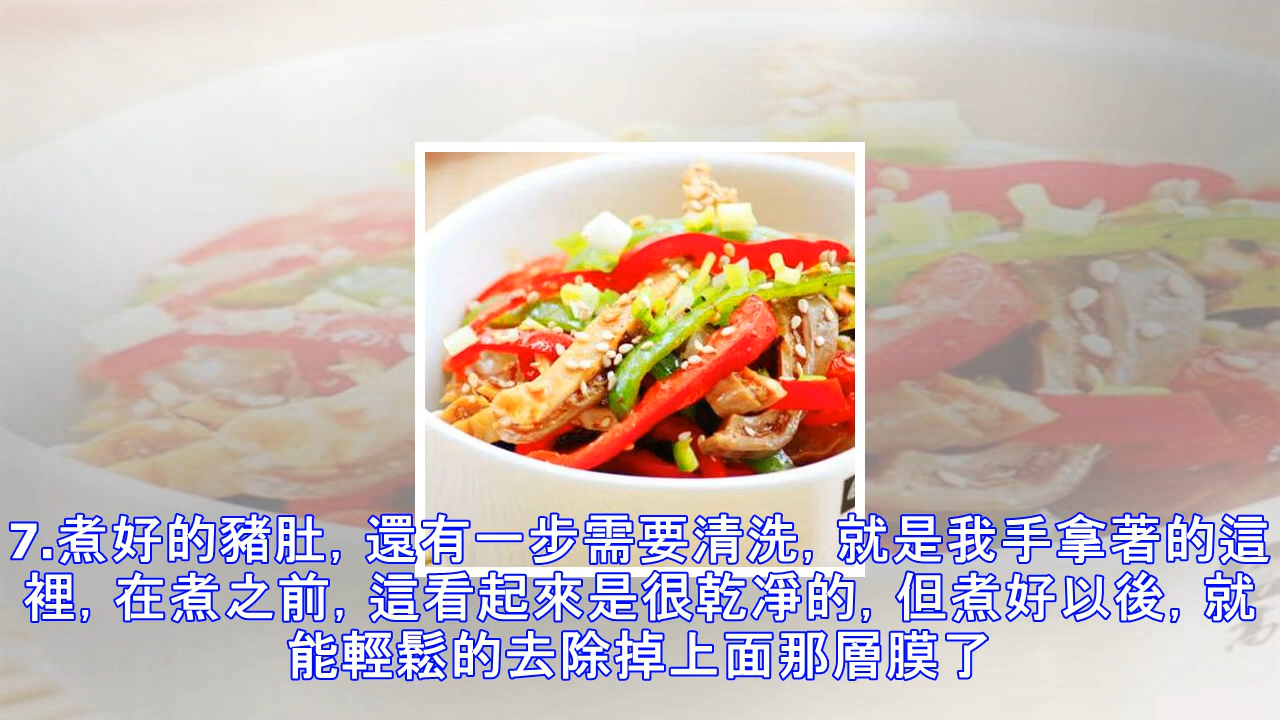 7.煮好的豬肚, 還有一步需要清洗, 就是我手拿著的這
裡, 在煮之前, 這看起來是很乾淨的, 但煮好以後, 就
能輕鬆的去除掉上面那層膜了